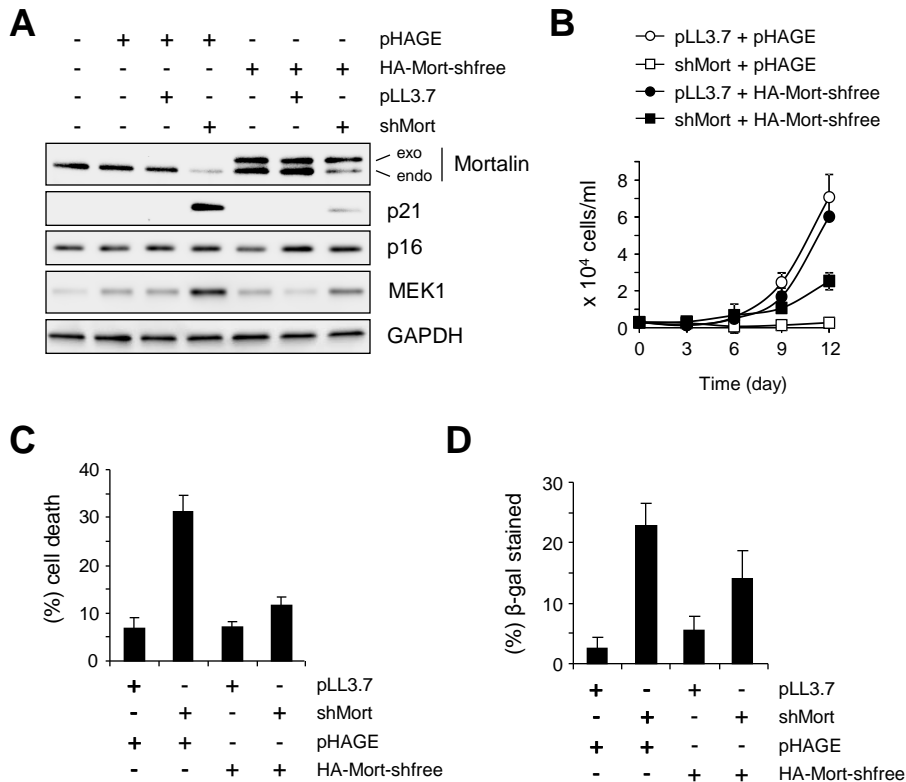 A
- + + + - - - pHAGE
- - - - + + + HA-Mort-shfree
- - + - - + - pLL3.7
- - - + - - + shMort
exo
endo
Mortalin
p21
p16
MEK1
GAPDH
B
pLL3.7 + pHAGE
shMort + pHAGE
pLL3.7 + HA-Mort-shfree
shMort + HA-Mort-shfree
x 10⁴ cells/ml
8
6
4
2
0
0 3 6 9 12
Time (day)
C
(%) cell death
40
30
20
10
0
+ - + - pLL3.7
- + - + shMort
+ + - - pHAGE
- - + + HA-Mort-shfree
D
(%) β-gal stained
30
20
10
0
+ - + - pLL3.7
- + - + shMort
+ + - - pHAGE
- - + + HA-Mort-shfree